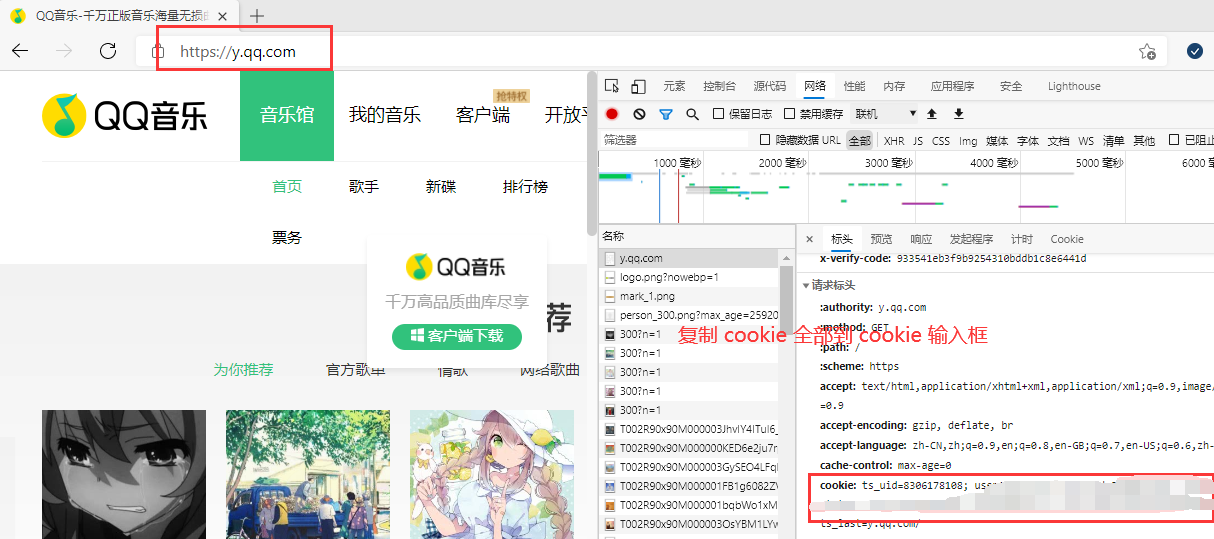 QQ音乐-千万正版音乐海量无损曲
https://y.qq.com
QQ音乐
音乐馆
我的音乐
客户端
抢特权
开放平
首页
歌手
新碟
排行榜
票务
QQ音乐
千万高品质曲库尽享
客户端下载
荐
为你推荐
官方歌单
情歌
网络歌曲
元素
控制台
源代码
网络
性能
内存
应用程序
安全
Lighthouse
保留日志
禁用缓存
联机
筛选器
隐藏数据 URL
全部
XHR
JS
CSS
Img
媒体
字体
文档
WS
清单
其他
已阻止
1000 毫秒
2000 毫秒
3000 毫秒
4000 毫秒
5000 毫秒
6000 毫
名称
y.qq.com
logo.png?nowebp=1
mark_1.png
person_300.png?max_age=25920
300?n=1
300?n=1
300?n=1
300?n=1
300?n=1
T002R90x90M000003JhvIY4lTul6_
T002R90x90M000000KED6e2ju7r
T002R90x90M000003GySEO4LFql
T002R90x90M000001FB1g6082ZV
T002R90x90M000001bqbWo1xM
T002R90x90M000003OsYBM1LYw
标头
预览
响应
发起程序
计时
Cookie
x-verify-code: 933541eb3f9b9254310bddb1c8e6441d
请求标头
:authority: y.qq.com
:method: GET
复制 cookie 全部到 cookie 输入框
:path: /
:scheme: https
accept: text/html,application/xhtml+xml,application/xml;q=0.9,image/
=0.9
accept-encoding: gzip, deflate, br
accept-language: zh-CN,zh;q=0.9,en;q=0.8,en-GB;q=0.7,en-US;q=0.6,zh-
cache-control: max-age=0
cookie: ts_uid=8306178108;
ts_last=y.qq.com/